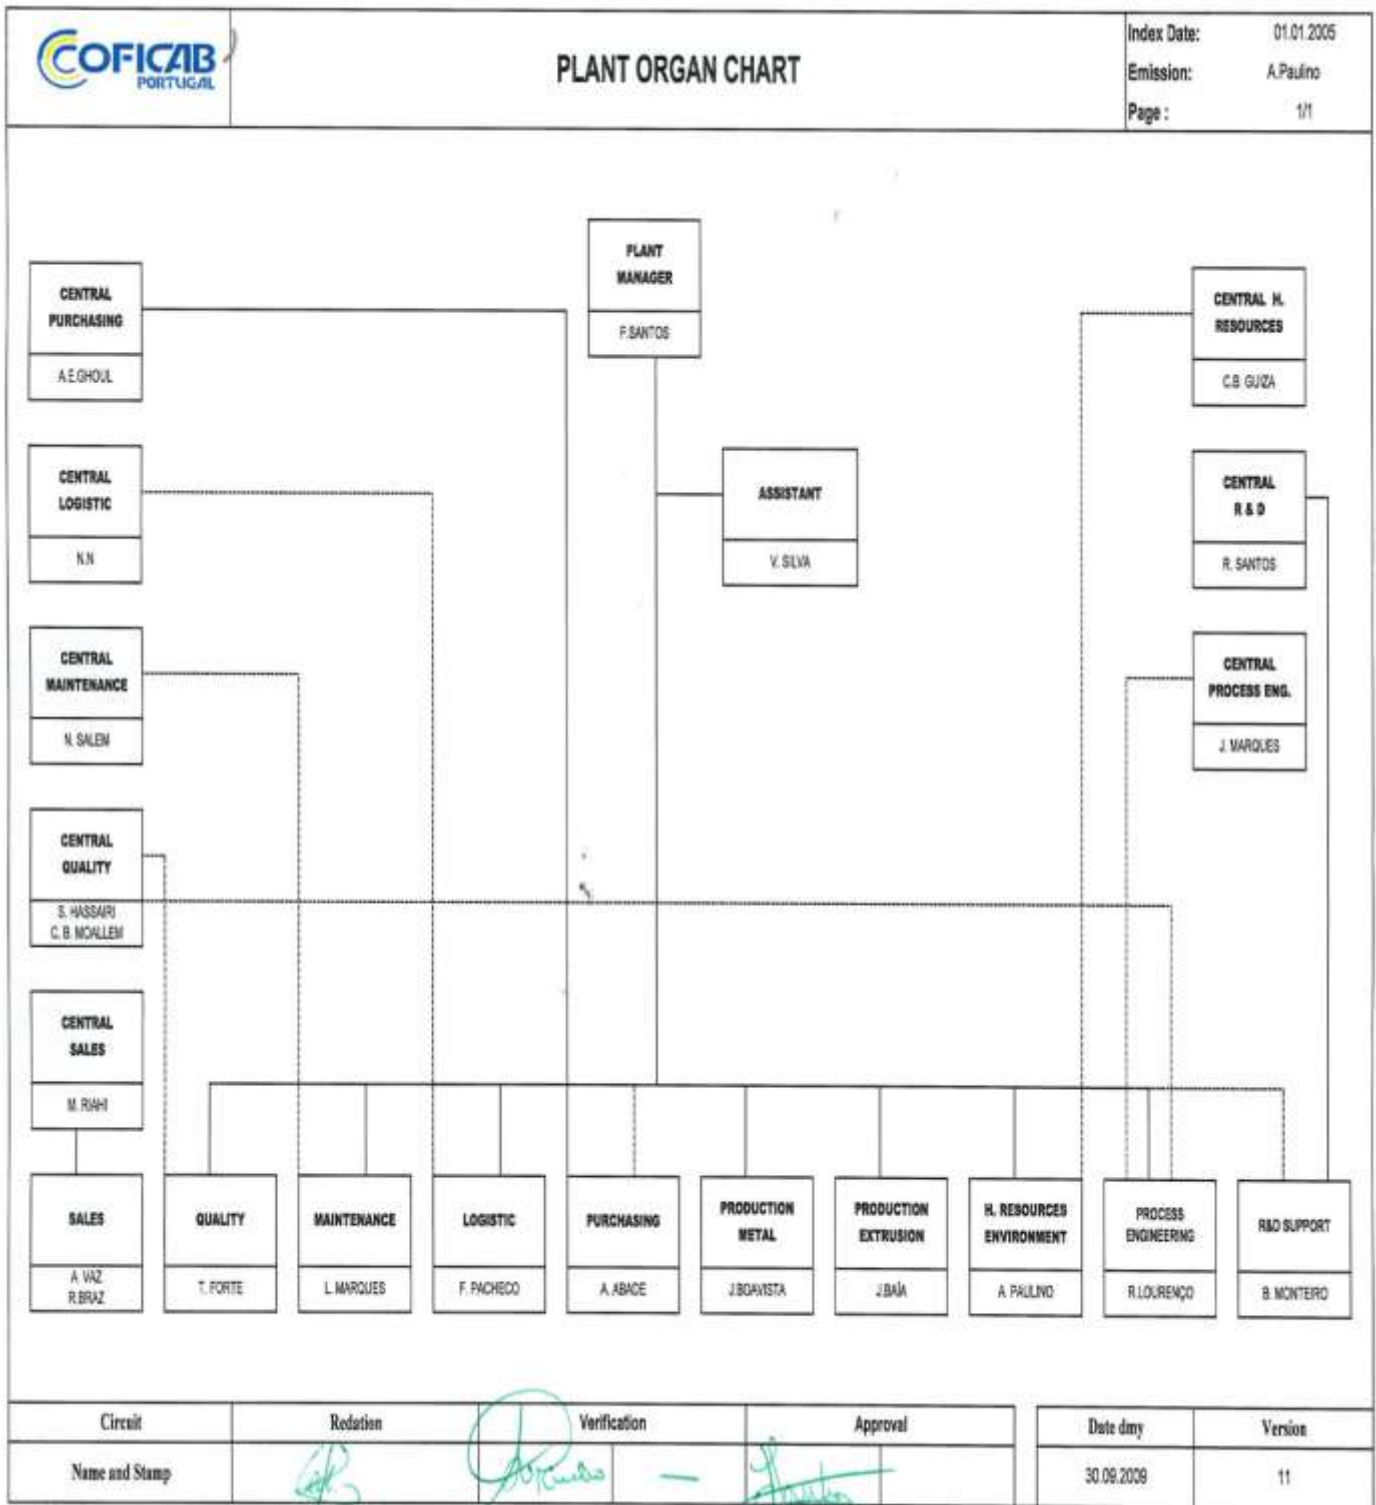 COFICAB
PORTUGAL
PLANT ORGAN CHART
Index Date: 01.01.2005
Emission: A.Paulino
Page : 1/1
PLANT
MANAGER
F.SANTOS
CENTRAL
PURCHASING
A.E.GHOUL
CENTRAL H.
RESOURCES
C.B. GUIZA
CENTRAL
LOGISTIC
N.N
ASSISTANT
V. SILVA
CENTRAL
R & D
R. SANTOS
CENTRAL
MAINTENANCE
N. SALEM
CENTRAL
PROCESS ENG.
J. MARQUES
CENTRAL
QUALITY
S. HASSAIRI
C. B. MOALLEM
CENTRAL
SALES
M. RIAHI
SALES
A. VAZ
R.BRAZ
QUALITY
T. FORTE
MAINTENANCE
L. MARQUES
LOGISTIC
F. PACHECO
PURCHASING
A. ABADE
PRODUCTION
METAL
J.BOAVISTA
PRODUCTION
EXTRUSION
J.BAÍA
H. RESOURCES
ENVIRONMENT
A. PAULINO
PROCESS
ENGINEERING
R.LOURENÇO
R&D SUPPORT
B. MONTEIRO
Circuit Redation Verification Approval Date dmy Version
Name and Stamp 30.09.2009 11